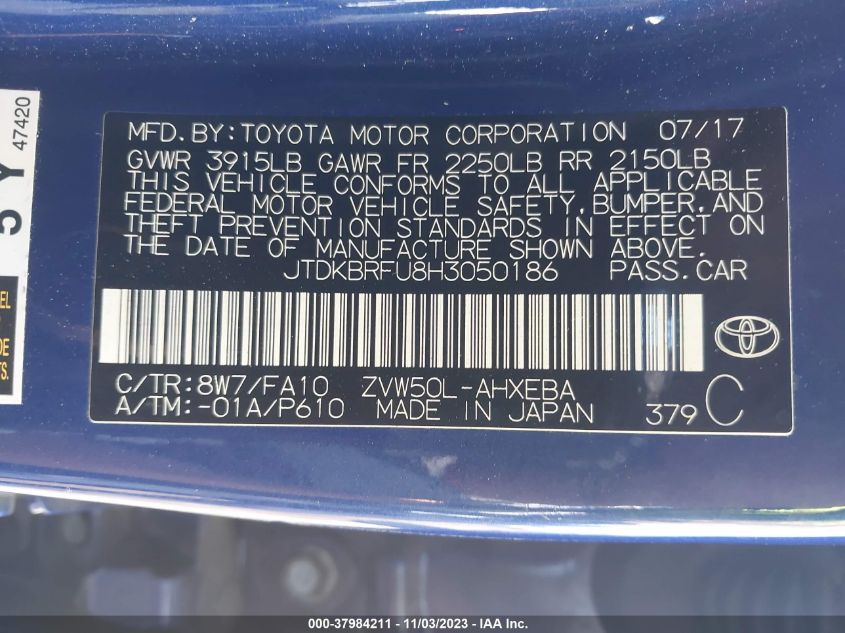 MFD.BY:TOYOTA MOTOR CORPORATION 07/17
GVWR 3915LB GAWR FR 2250LB RR 2150LB
THIS VEHICLE CONFORMS TO ALL APPLICABLE
FEDERAL MOTOR VEHICLE SAFETY,BUMPER,AND
THEFT PREVENTION STANDARDS IN EFFECT ON
THE DATE OF MANUFACTURE SHOWN ABOVE.
JTDKBRFU8H3050186 PASS.CAR
C/TR:8W7/FA10 ZVW50L-AHXEBA
A/TM:-01A/P610 MADE IN JAPAN 379 C
5 Y
47420
000-37984211 - 11/03/2023 - IAA Inc.